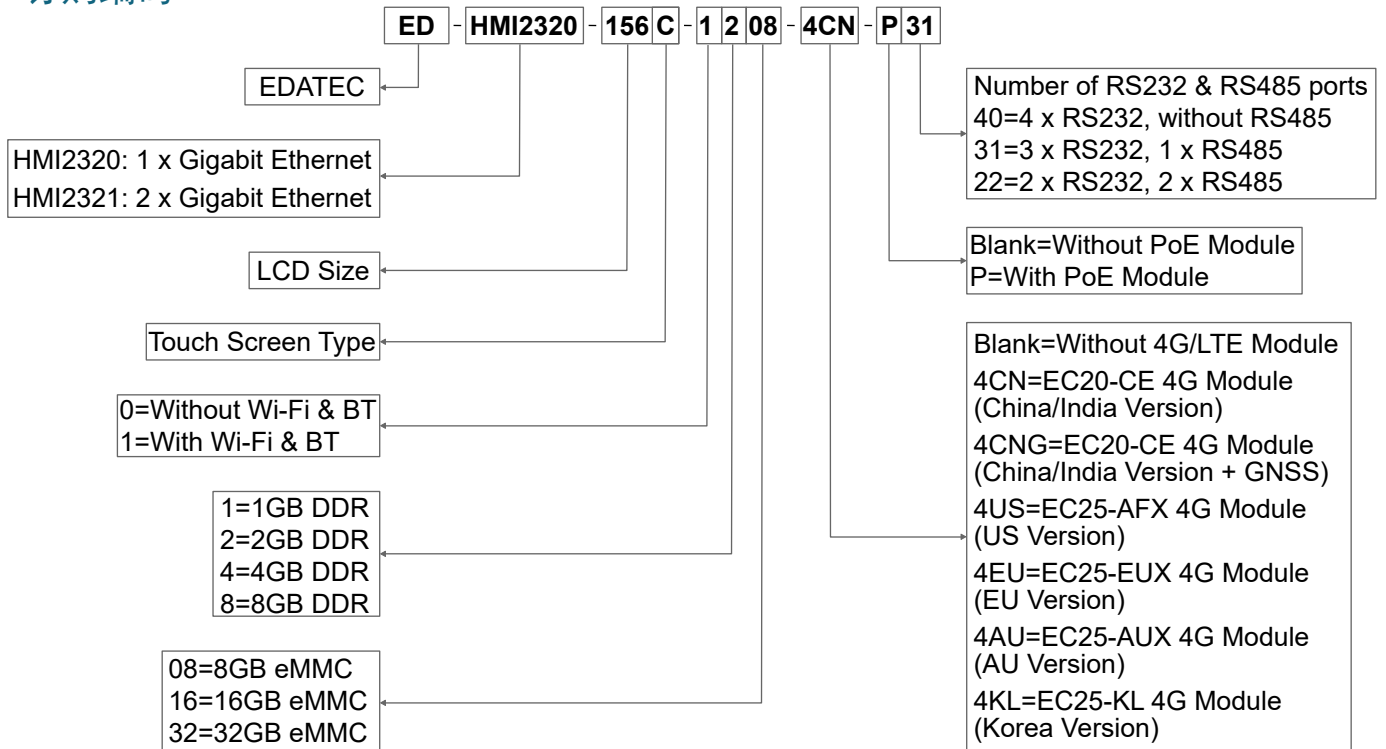 ED - HMI2320 - 156 C - 1 2 08 - 4CN - P 31
EDATEC
HMI2320: 1 x Gigabit Ethernet
HMI2321: 2 x Gigabit Ethernet
LCD Size
Touch Screen Type
0=Without Wi-Fi & BT
1=With Wi-Fi & BT
1=1GB DDR
2=2GB DDR
4=4GB DDR
8=8GB DDR
08=8GB eMMC
16=16GB eMMC
32=32GB eMMC
Number of RS232 & RS485 ports
40=4 x RS232, without RS485
31=3 x RS232, 1 x RS485
22=2 x RS232, 2 x RS485
Blank=Without PoE Module
P=With PoE Module
Blank=Without 4G/LTE Module
4CN=EC20-CE 4G Module
(China/India Version)
4CNG=EC20-CE 4G Module
(China/India Version + GNSS)
4US=EC25-AFX 4G Module
(US Version)
4EU=EC25-EUX 4G Module
(EU Version)
4AU=EC25-AUX 4G Module
(AU Version)
4KL=EC25-KL 4G Module
(Korea Version)